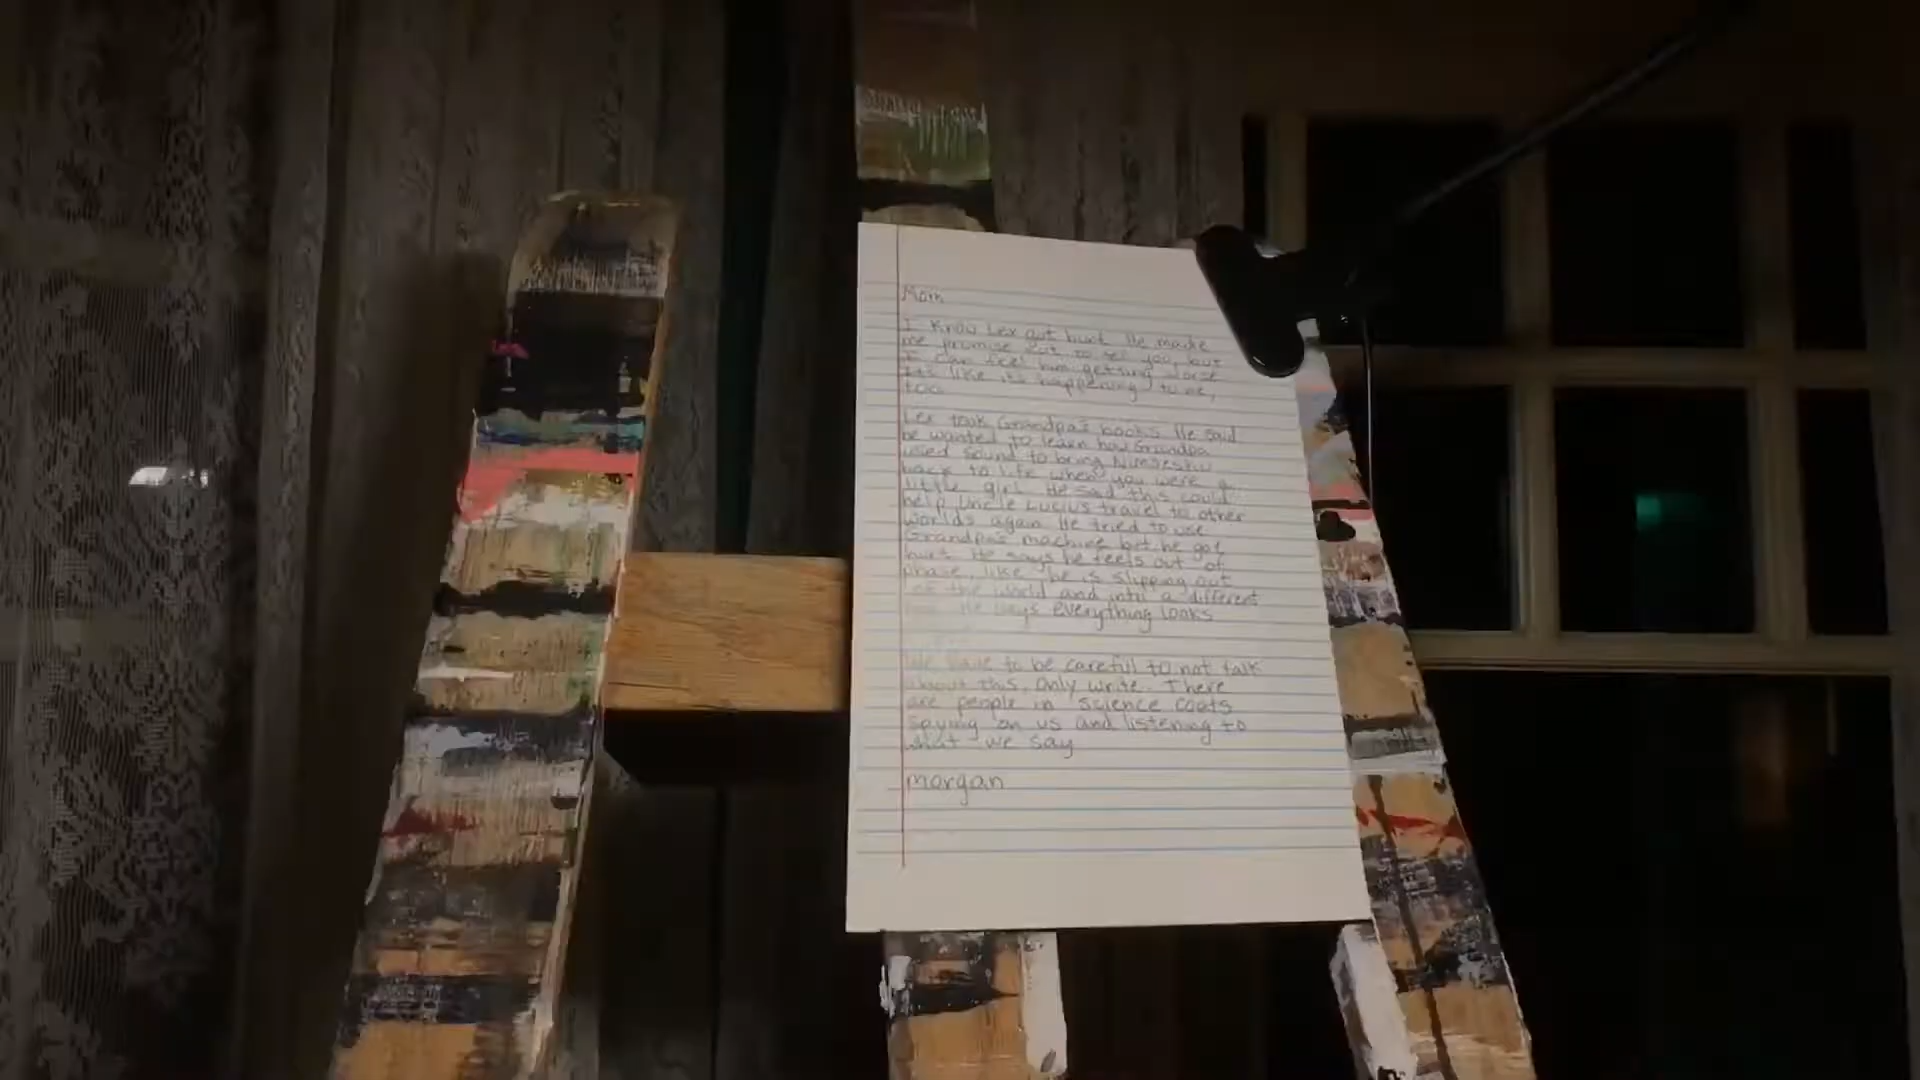 Mom
I know Lex got hurt. He made
me promise not to tell you, but
I can feel him getting worse
Its like its happening to me,
too.
Lex took Grandpa's books. He said
he wanted to learn how Grandpa
used sound to bring
back to life when you were a
little girl. He said this could
help Uncle Lucius travel to other
worlds again. He tried to use
Grandpa's machine but he got
hurt. He says he feels out of
phase, like he is slipping out
of the world and into a different
He says everything looks
We have to be careful to not talk
about this, only write. There
are people in science coats
spying on us and listening to
what we say
morgan